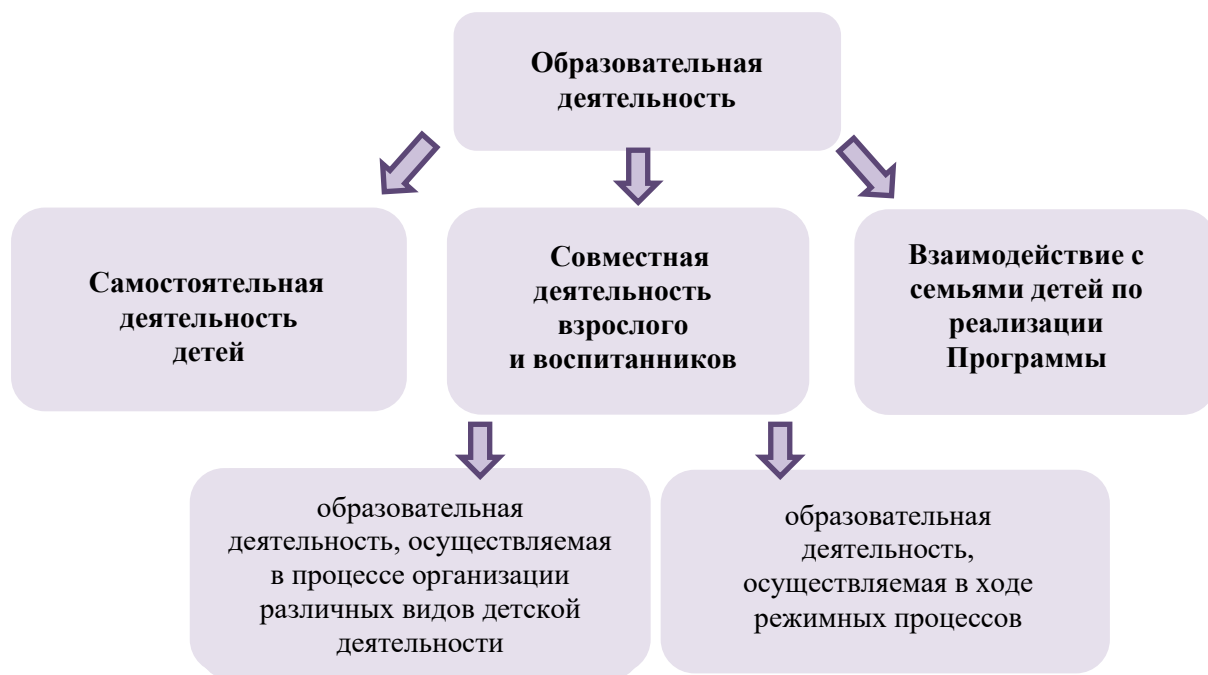 Образовательная
деятельность
Самостоятельная
деятельность
детей
Совместная
деятельность
взрослого
и воспитанников
Взаимодействие с
семьями детей по
реализации
Программы
образовательная
деятельность, осуществляемая
в процессе организации
различных видов детской
деятельности
образовательная
деятельность,
осуществляемая в ходе
режимных процессов